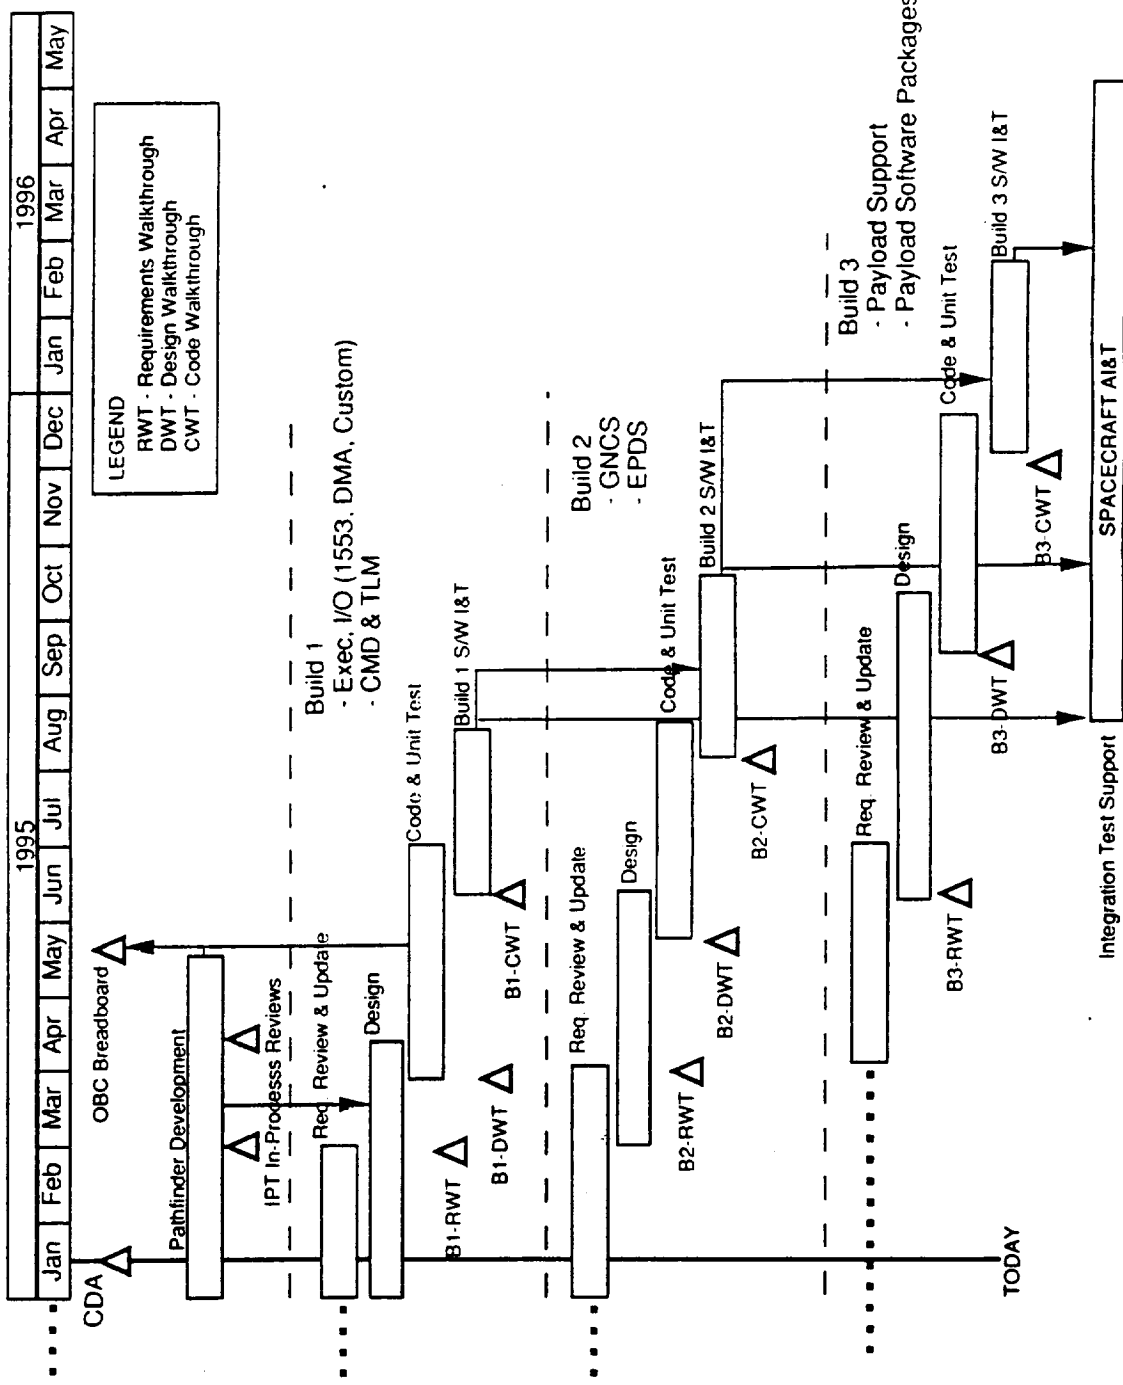 1995
1996
Jan
Feb
Mar
Apr
May
Jun
Jul
Aug
Sep
Oct
Nov
Dec
Jan
Feb
Mar
Apr
May
CDA
OBC Breadboard
LEGEND
RWT - Requirements Walkthrough
DWT - Design Walkthrough
CWT - Code Walkthrough
Pathfinder Development
IPT In-Processs Reviews
Build 1
- Exec, I/O (1553, DMA, Custom)
- CMD & TLM
Req. Review & Update
Design
Code & Unit Test
Build 1 S/W I&T
B1-RWT
B1-DWT
B1-CWT
Build 2
- GNCS
- EPDS
Req. Review & Update
Design
Code & Unit Test
Build 2 S/W I&T
B2-RWT
B2-DWT
B2-CWT
Build 3
- Payload Support
- Payload Software Packages
Req. Review & Update
Design
Code & Unit Test
Build 3 S/W I&T
B3-RWT
B3-DWT
B3-CWT
TODAY
Integration Test Support
SPACECRAFT AI&T